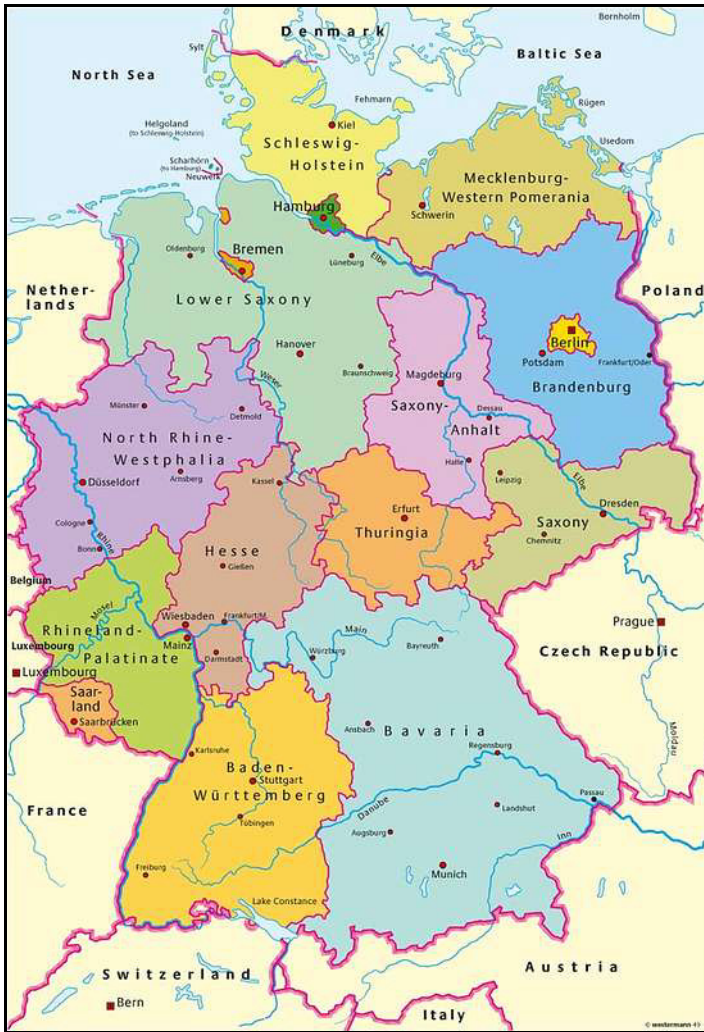 Denmark
Bornholm
Sylt
Baltic Sea
North Sea
Fehmarn
Rügen
Helgoland
(to Schleswig-Holstein)
Kiel
Schleswig-
Holstein
Usedom
Scharhörn
(to Hamburg)
Neuwerk
Mecklenburg-
Western Pomerania
Hamburg
Schwerin
Oldenburg
Bremen
Lüneburg
Elbe
Nether-
lands
Lower Saxony
Poland
Berlin
Hanover
Potsdam
Frankfurt/Oder
Braunschweig
Weser
Magdeburg
Brandenburg
Münster
Detmold
Saxony-
Anhalt
Dessau
North Rhine-
Westphalia
Arnsberg
Halle
Leipzig
Elbe
Düsseldorf
Kassel
Erfurt
Dresden
Cologne
Thuringia
Saxony
Rhine
Bonn
Hesse
Chemnitz
Gießen
Belgium
Mosel
Wiesbaden
Frankfurt/M.
Prague
Rhineland-
Palatinate
Main
Mainz
Bayreuth
Luxembourg
Darmstadt
Würzburg
Czech Republic
Luxembourg
Saar-
land
Saarbrücken
Ansbach
Bavaria
Moldau
Karlsruhe
Regensburg
Baden-
Württemberg
Stuttgart
France
Danube
Passau
Tübingen
Landshut
Augsburg
Inn
Freiburg
Munich
Lake Constance
Switzerland
Austria
Bern
Italy
© westermann